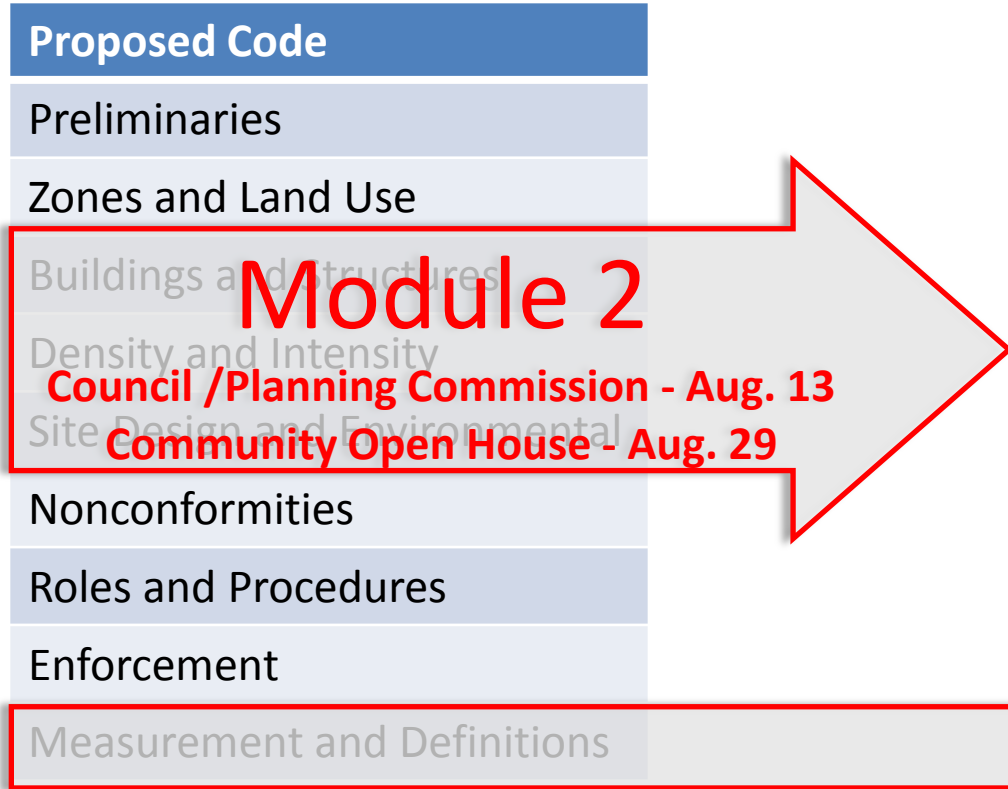 Proposed Code
Preliminaries
Zones and Land Use
Buildings and Structures
Module 2
Density and Intensity
Council /Planning Commission - Aug. 13
Site Design and Environmental
Community Open House - Aug. 29
Nonconformities
Roles and Procedures
Enforcement
Measurement and Definitions